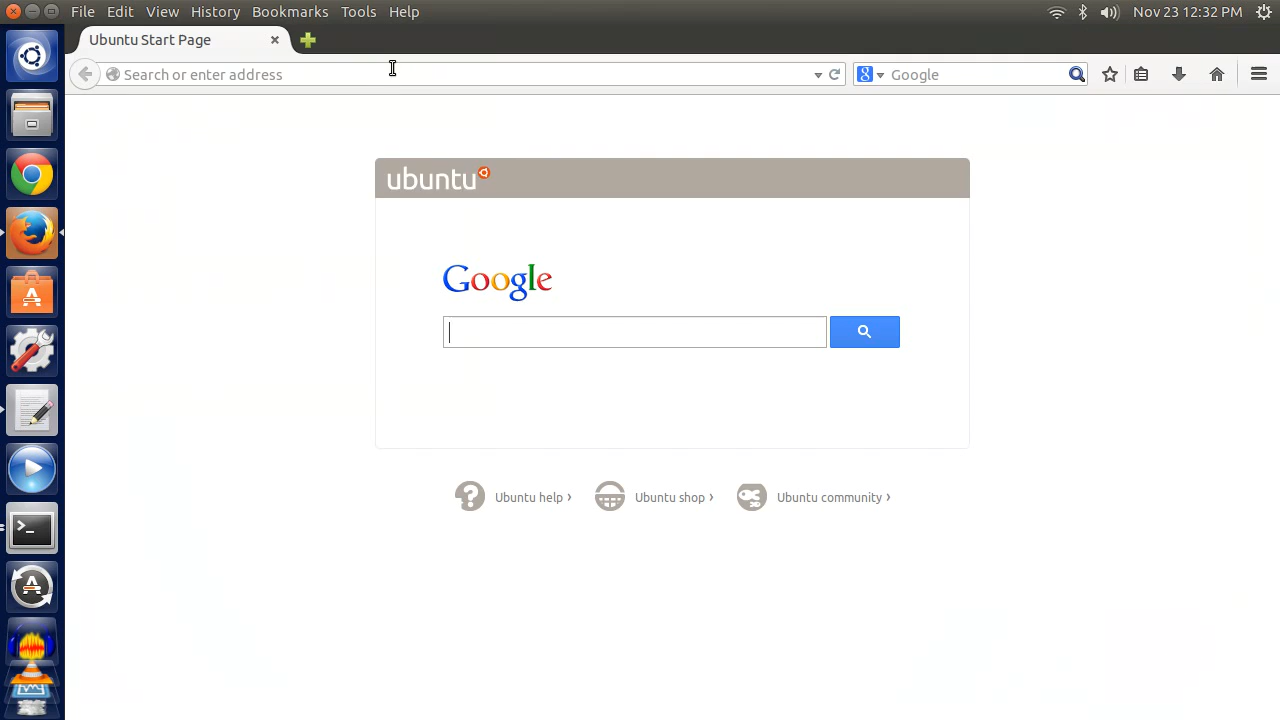 File Edit View History Bookmarks Tools Help
Nov 23 12:32 PM
Ubuntu Start Page
Search or enter address
Google
ubuntu
Google
Ubuntu help ›
Ubuntu shop ›
Ubuntu community ›